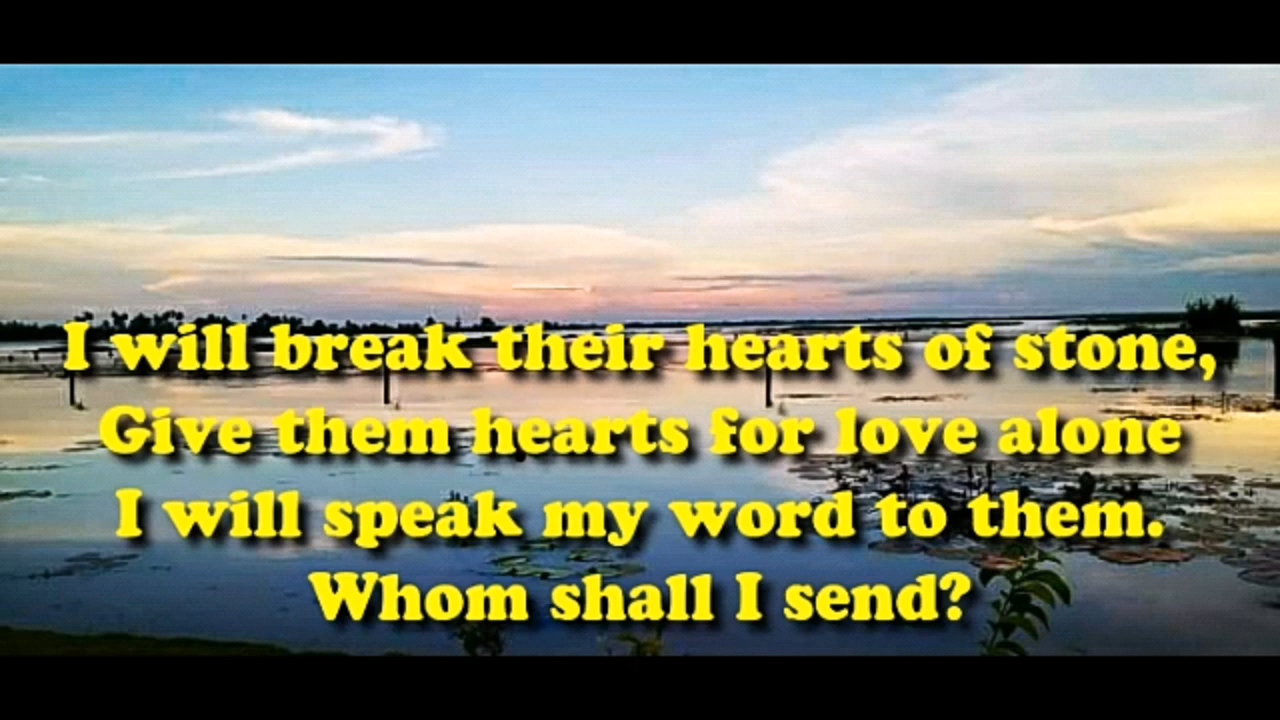 I will break their hearts of stone,
Give them hearts for love alone
I will speak my word to them.
Whom shall I send?